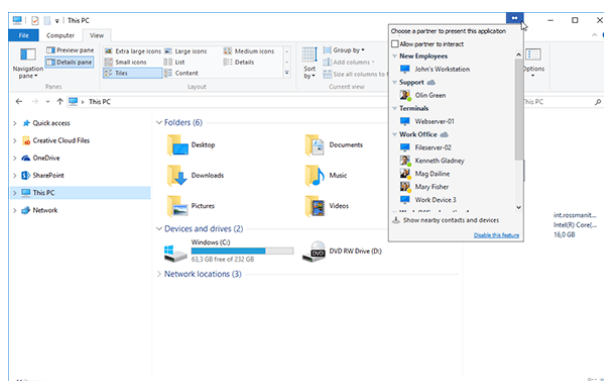 This PC
File
Computer
View
Navigation pane
Preview pane
Details pane
Panes
Extra large icons
Large icons
Medium icons
Small icons
List
Details
Tiles
Content
Layout
Sort by
Group by
Add columns
Size all columns to f
Current view
Options
This PC
This PC
Quick access
Creative Cloud Files
OneDrive
SharePoint
This PC
Network
Folders (6)
Desktop
Documents
Downloads
Music
Pictures
Videos
Devices and drives (2)
Windows (C:)
63,3 GB free of 232 GB
DVD RW Drive (D:)
Network locations (3)
Choose a partner to present this application
Allow partner to interact
New Employees
John's Workstation
Support
Olin Green
Terminals
Webserver-01
Work Office
Fileserver-02
Kenneth Gladney
Mag Dailine
Mary Fisher
Work Device 3
Show nearby contacts and devices
Disable this feature
int.rossmanit...
Intel(R) Core(...
16,0 GB